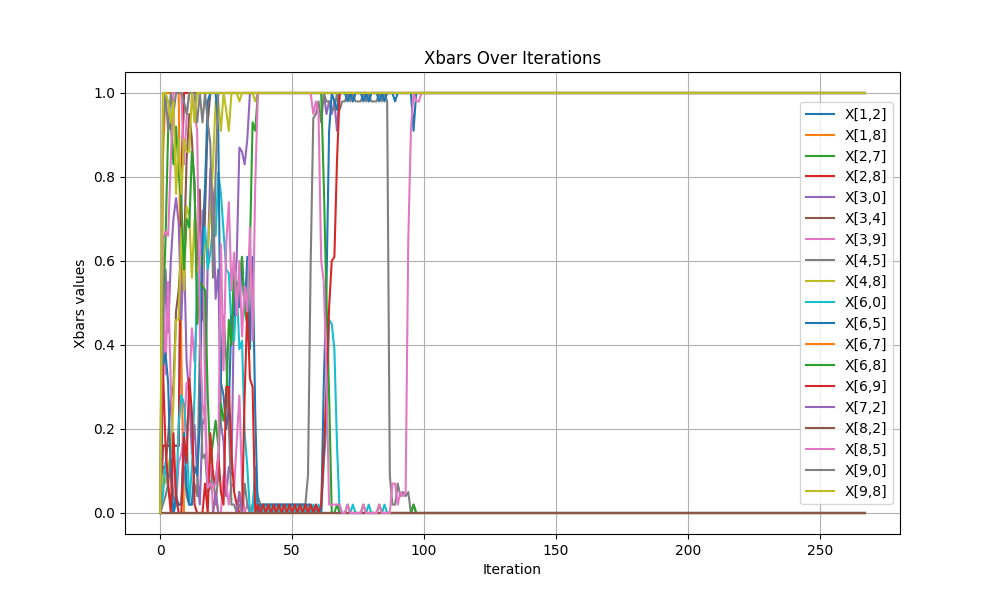 Xbars Over Iterations
1.0
0.8
0.6
0.4
0.2
0.0
Xbars values
0
50
100
150
200
250
Iteration
X[1,2]
X[1,8]
X[2,7]
X[2,8]
X[3,0]
X[3,4]
X[3,9]
X[4,5]
X[4,8]
X[6,0]
X[6,5]
X[6,7]
X[6,8]
X[6,9]
X[7,2]
X[8,2]
X[8,5]
X[9,0]
X[9,8]